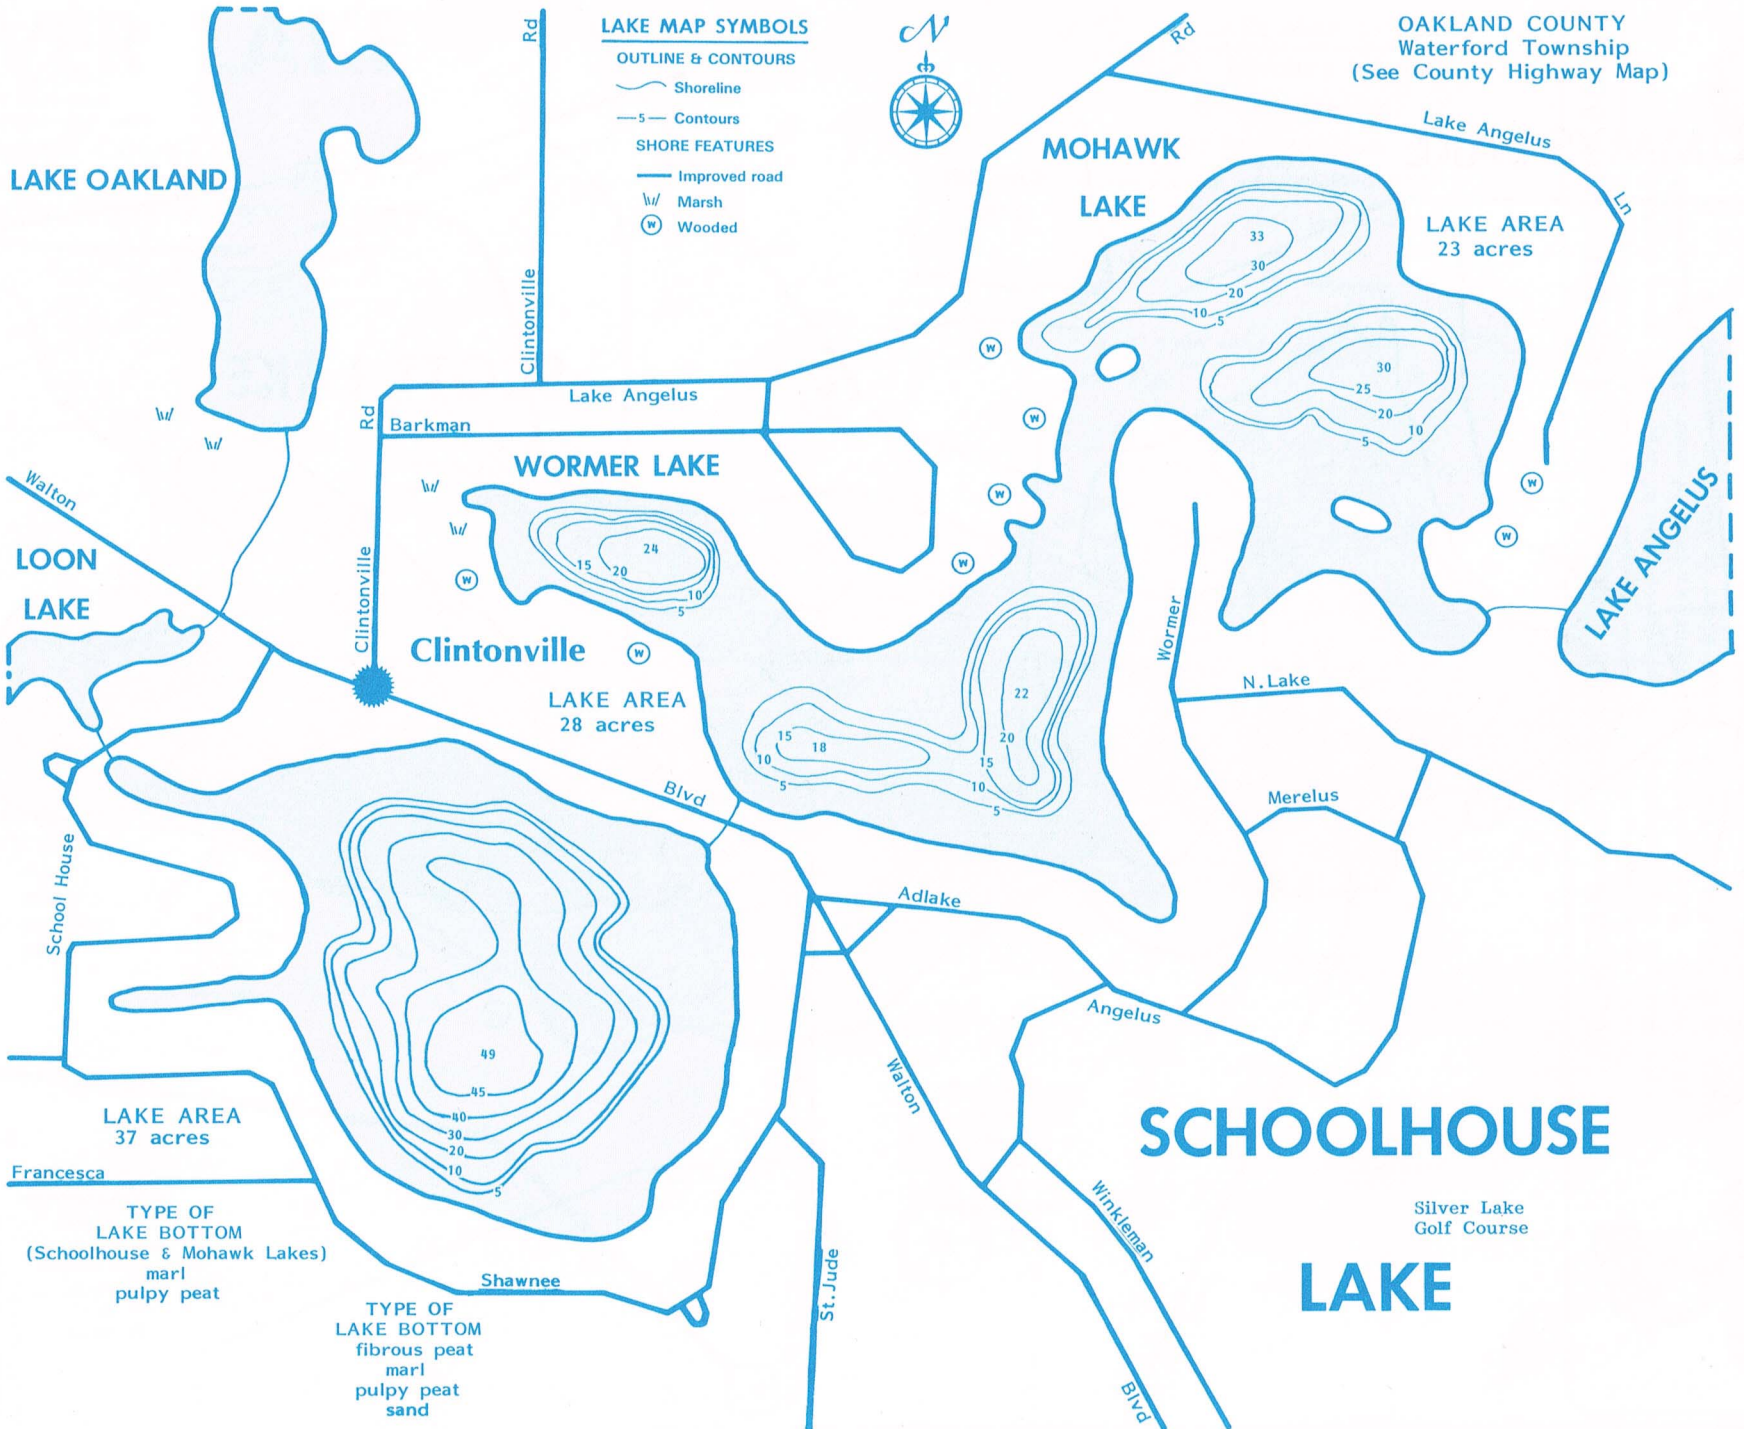 LAKE MAP SYMBOLS
OUTLINE & CONTOURS
Shoreline
5 Contours
SHORE FEATURES
Improved road
Marsh
W Wooded
N
OAKLAND COUNTY
Waterford Township
(See County Highway Map)
Rd
Rd
Lake Angelus
Ln
MOHAWK
LAKE
LAKE AREA
23 acres
LAKE OAKLAND
33
30
20
10
5
30
25
20
10
5
W
W
W
W
W
W
Clintonville
Lake Angelus
Rd
Barkman
WORMER LAKE
Walton
LOON
LAKE
Clintonville
24
15
20
10
5
W
W
Clintonville
LAKE AREA
28 acres
LAKE ANGELUS
Wormer
N. Lake
22
20
15
10
5
15
18
10
5
Blvd
Merelus
School House
Adlake
Angelus
Walton
49
45
40
30
20
10
5
LAKE AREA
37 acres
Francesca
TYPE OF
LAKE BOTTOM
(Schoolhouse & Mohawk Lakes)
marl
pulpy peat
Shawnee
TYPE OF
LAKE BOTTOM
fibrous peat
marl
pulpy peat
sand
St. Jude
Winkleman
Blvd
SCHOOLHOUSE
Silver Lake
Golf Course
LAKE